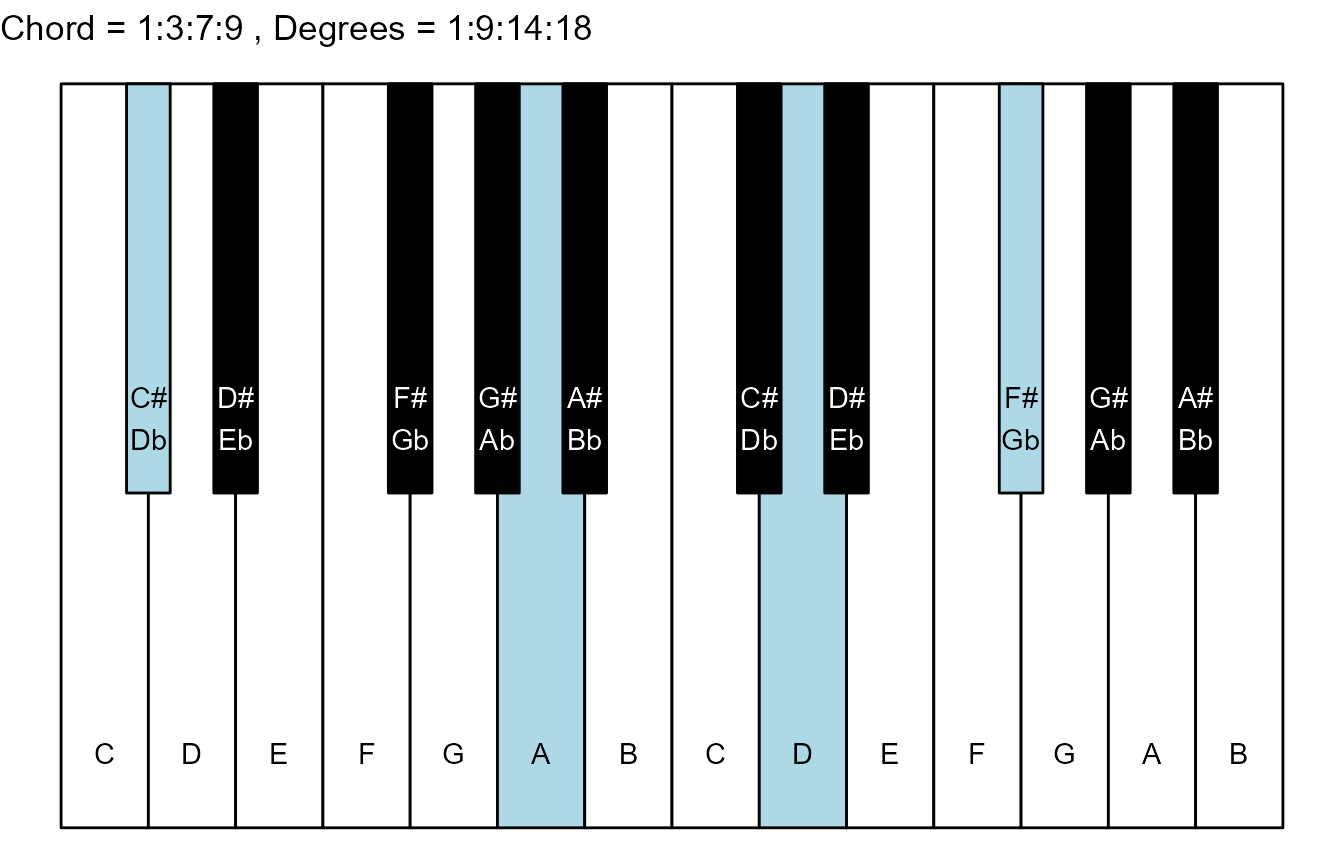 Chord = 1:3:7:9 , Degrees = 1:9:14:18
C# D# F# G# A# C# D# F# G# A#
Db Eb Gb Ab Bb Db Eb Gb Ab Bb
C D E F G A B C D E F G A B